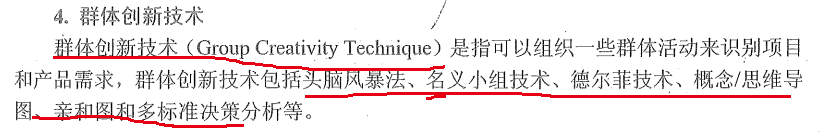 4. 群体创新技术
群体创新技术（Group Creativity Technique）是指可以组织一些群体活动来识别项目
和产品需求，群体创新技术包括头脑风暴法、名义小组技术、德尔菲技术、概念/思维导
图、亲和图和多标准决策分析等。